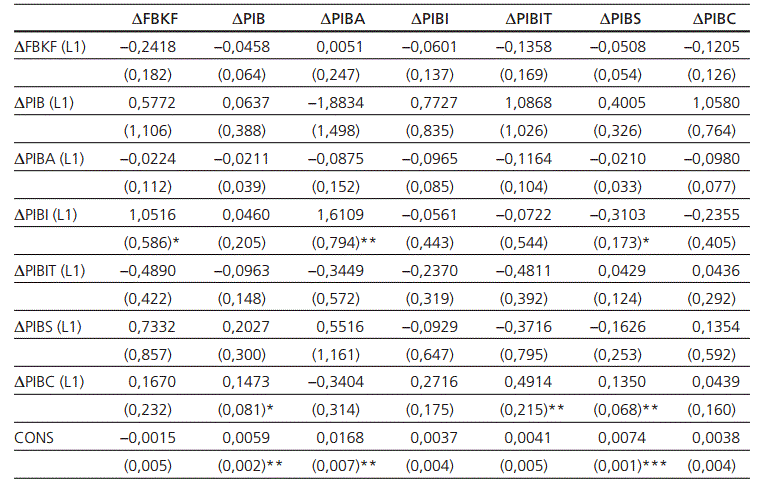 ΔFBKF ΔPIB ΔPIBA ΔPIBI ΔPIBIT ΔPIBS ΔPIBC
ΔFBKF (L1) –0,2418 –0,0458 0,0051 –0,0601 –0,1358 –0,0508 –0,1205
(0,182) (0,064) (0,247) (0,137) (0,169) (0,054) (0,126)
ΔPIB (L1) 0,5772 0,0637 –1,8834 0,7727 1,0868 0,4005 1,0580
(1,106) (0,388) (1,498) (0,835) (1,026) (0,326) (0,764)
ΔPIBA (L1) –0,0224 –0,0211 –0,0875 –0,0965 –0,1164 –0,0210 –0,0980
(0,112) (0,039) (0,152) (0,085) (0,104) (0,033) (0,077)
ΔPIBI (L1) 1,0516 0,0460 1,6109 –0,0561 –0,0722 –0,3103 –0,2355
(0,586)* (0,205) (0,794)** (0,443) (0,544) (0,173)* (0,405)
ΔPIBIT (L1) –0,4890 –0,0963 –0,3449 –0,2370 –0,4811 0,0429 0,0436
(0,422) (0,148) (0,572) (0,319) (0,392) (0,124) (0,292)
ΔPIBS (L1) 0,7332 0,2027 0,5516 –0,0929 –0,3716 –0,1626 0,1354
(0,857) (0,300) (1,161) (0,647) (0,795) (0,253) (0,592)
ΔPIBC (L1) 0,1670 0,1473 –0,3404 0,2716 0,4914 0,1350 0,0439
(0,232) (0,081)* (0,314) (0,175) (0,215)** (0,068)** (0,160)
CONS –0,0015 0,0059 0,0168 0,0037 0,0041 0,0074 0,0038
(0,005) (0,002)** (0,007)** (0,004) (0,005) (0,001)*** (0,004)